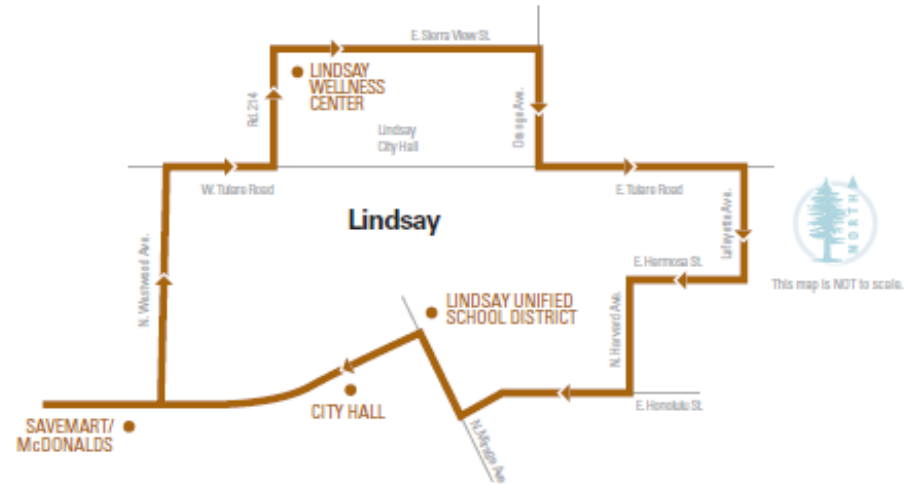 E. Sierra View St.
LINDSAY
WELLNESS
CENTER
Rd. 214
Orange Ave.
Lindsay
City Hall
W. Tulare Road
E. Tulare Road
Lafayette Ave.
NORTH
This map is NOT to scale.
Lindsay
N. Westwood Ave.
E. Hermosa St.
LINDSAY UNIFIED
SCHOOL DISTRICT
N. Harvard Ave.
CITY HALL
E. Honolulu St.
N. Mirage Ave
SAVEMART/
McDONALDS